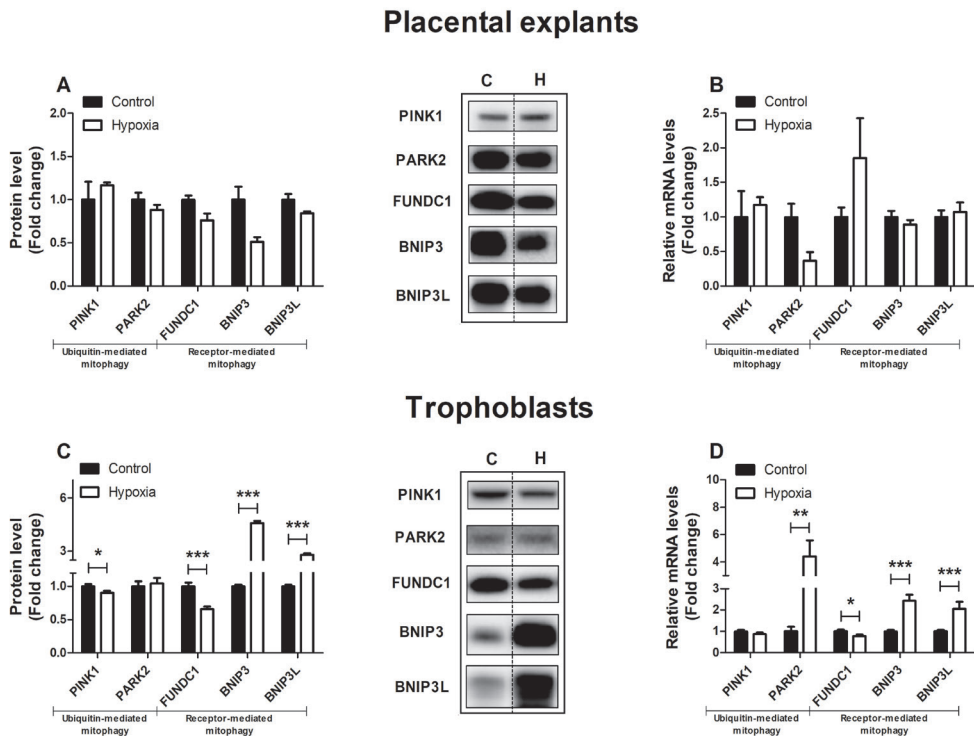 Placental explants
A
Control
Hypoxia
Protein level
(Fold change)
2.0
1.5
1.0
0.5
0.0
PINK1
PARK2
FUNDC1
BNIP3
BNIP3L
Ubiquitin-mediated
mitophagy
Receptor-mediated
mitophagy
C H
PINK1
PARK2
FUNDC1
BNIP3
BNIP3L
B
Control
Hypoxia
Relative mRNA levels
(Fold change)
2.5
2.0
1.5
1.0
0.5
0.0
PINK1
PARK2
FUNDC1
BNIP3
BNIP3L
Ubiquitin-mediated
mitophagy
Receptor-mediated
mitophagy
Trophoblasts
C
Control
Hypoxia
Protein level
(Fold change)
6
3
1.0
0.5
0.0
*
***
***
***
PINK1
PARK2
FUNDC1
BNIP3
BNIP3L
Ubiquitin-mediated
mitophagy
Receptor-mediated
mitophagy
C H
PINK1
PARK2
FUNDC1
BNIP3
BNIP3L
D
Control
Hypoxia
Relative mRNA levels
(Fold change)
10
8
6
4
3
2
1
0
**
*
***
***
PINK1
PARK2
FUNDC1
BNIP3
BNIP3L
Ubiquitin-mediated
mitophagy
Receptor-mediated
mitophagy